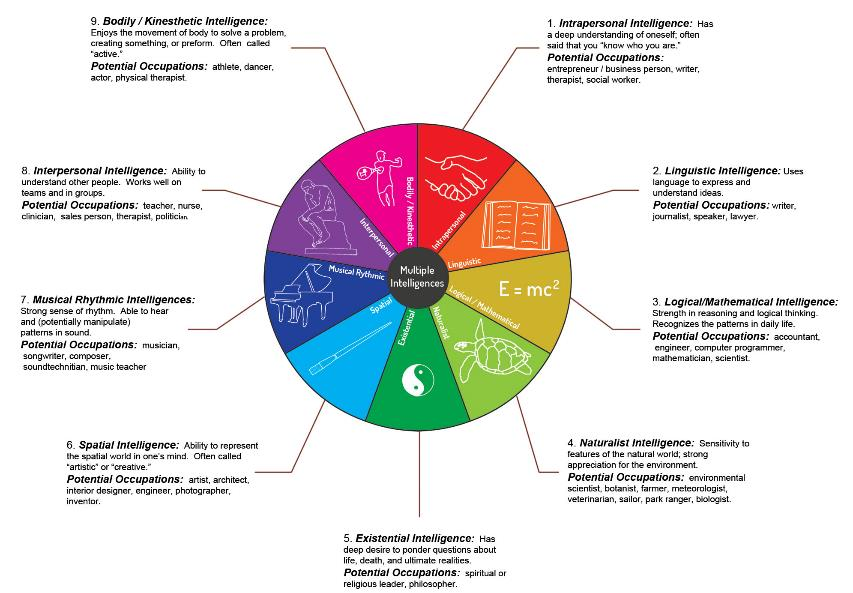 9. Bodily / Kinesthetic Intelligence:
Enjoys the movement of body to solve a problem,
creating something, or preform. Often called
“active.”
Potential Occupations: athlete, dancer,
actor, physical therapist.
1. Intrapersonal Intelligence: Has
a deep understanding of oneself; often
said that you “know who you are.”
Potential Occupations:
entrepreneur / business person, writer,
therapist, social worker.
8. Interpersonal Intelligence: Ability to
understand other people. Works well on
teams and in groups.
Potential Occupations: teacher, nurse,
clinician, sales person, therapist, politician.
2. Linguistic Intelligence: Uses
language to express and
understand ideas.
Potential Occupations: writer,
journalist, speaker, lawyer.
7. Musical Rhythmic Intelligences:
Strong sense of rhythm. Able to hear
and (potentially manipulate)
patterns in sound.
Potential Occupations: musician,
songwriter, composer,
soundtechnitian, music teacher
3. Logical/Mathematical Intelligence:
Strength in reasoning and logical thinking.
Recognizes the patterns in daily life.
Potential Occupations: accountant,
engineer, computer programmer,
mathematician, scientist.
6. Spatial Intelligence: Ability to represent
the spatial world in one’s mind. Often called
“artistic” or “creative.”
Potential Occupations: artist, architect,
interior designer, engineer, photographer,
inventor.
4. Naturalist Intelligence: Sensitivity to
features of the natural world; strong
appreciation for the environment.
Potential Occupations: environmental
scientist, botanist, farmer, meteorologist,
veterinarian, sailor, park ranger, biologist.
5. Existential Intelligence: Has
deep desire to ponder questions about
life, death, and ultimate realities.
Potential Occupations: spiritual or
religious leader, philosopher.
Multiple
Intelligences
Bodily / Kinesthetic
Intrapersonal
Linguistic
Logical / Mathematical
E = mc²
Naturalist
Existential
Spatial
Musical Rythmic
Interpersonal